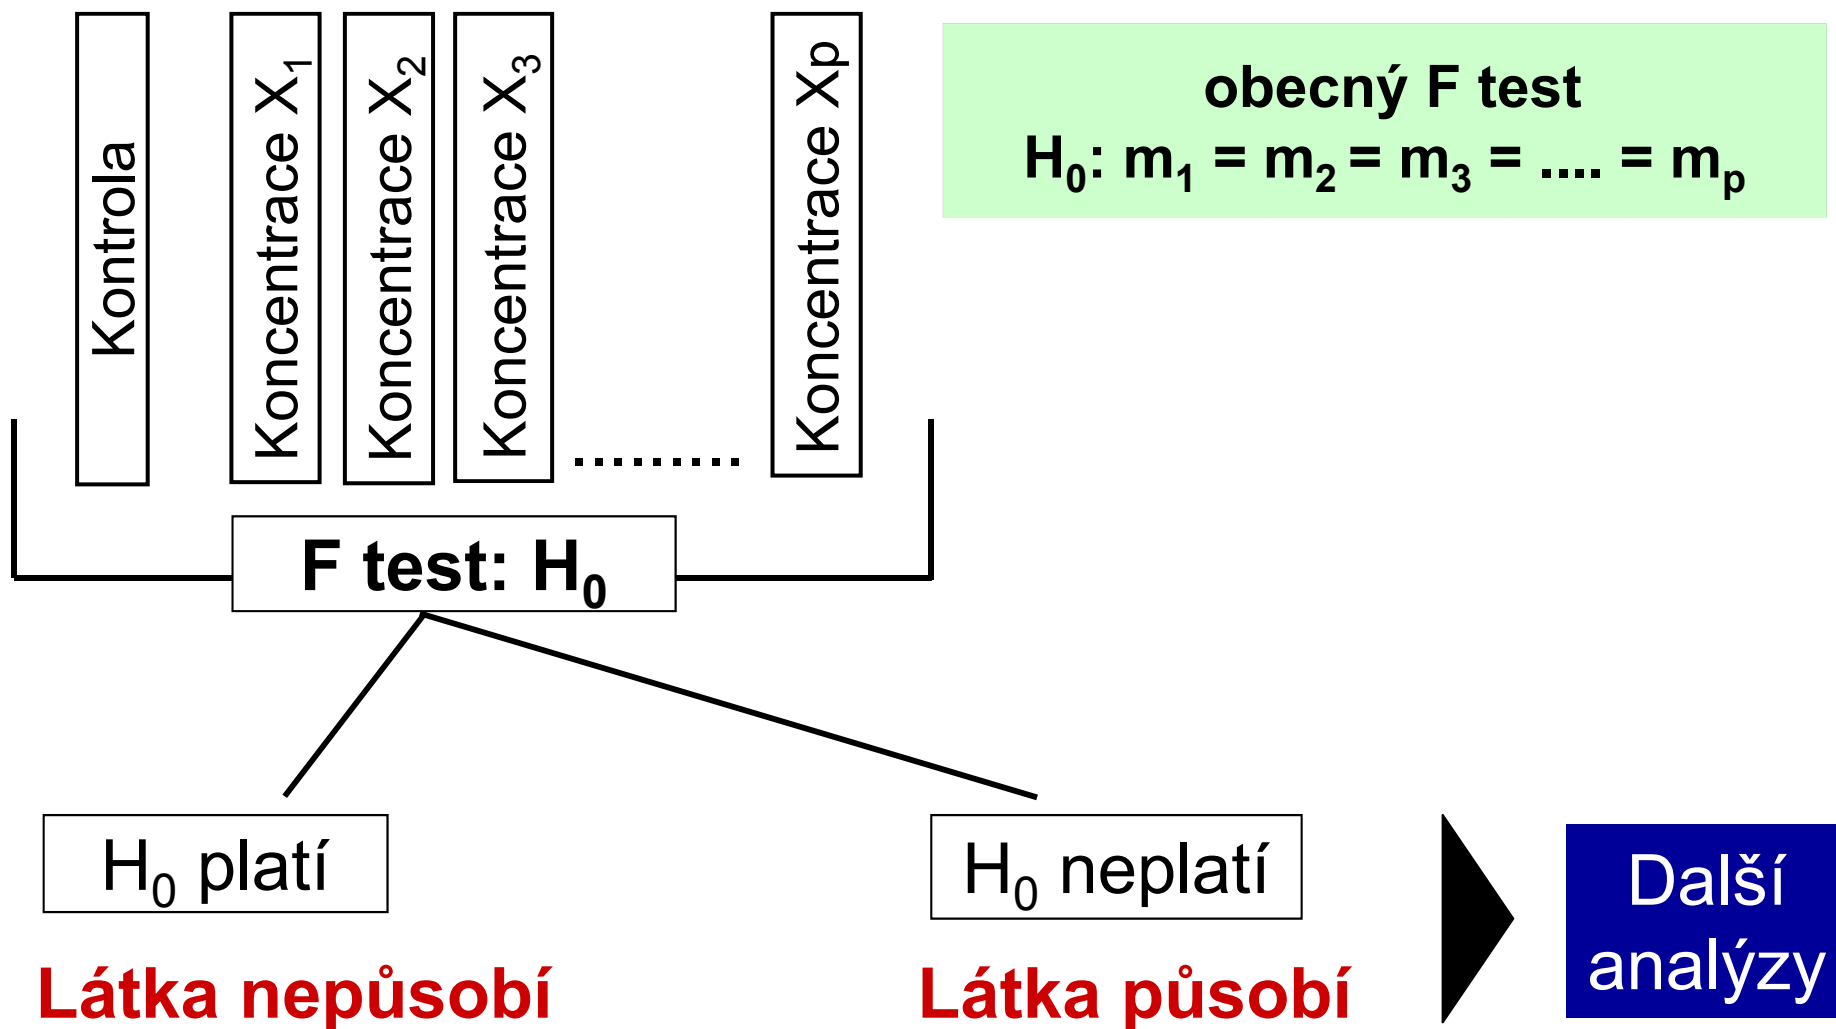 Kontrola
Koncentrace X₁
Koncentrace X₂
Koncentrace X₃
.........
Koncentrace Xp
obecný F test
H₀: m₁ = m₂ = m₃ = .... = mₚ
F test: H₀
H₀ platí
H₀ neplatí
Látka nepůsobí
Látka působí
Další
analýzy